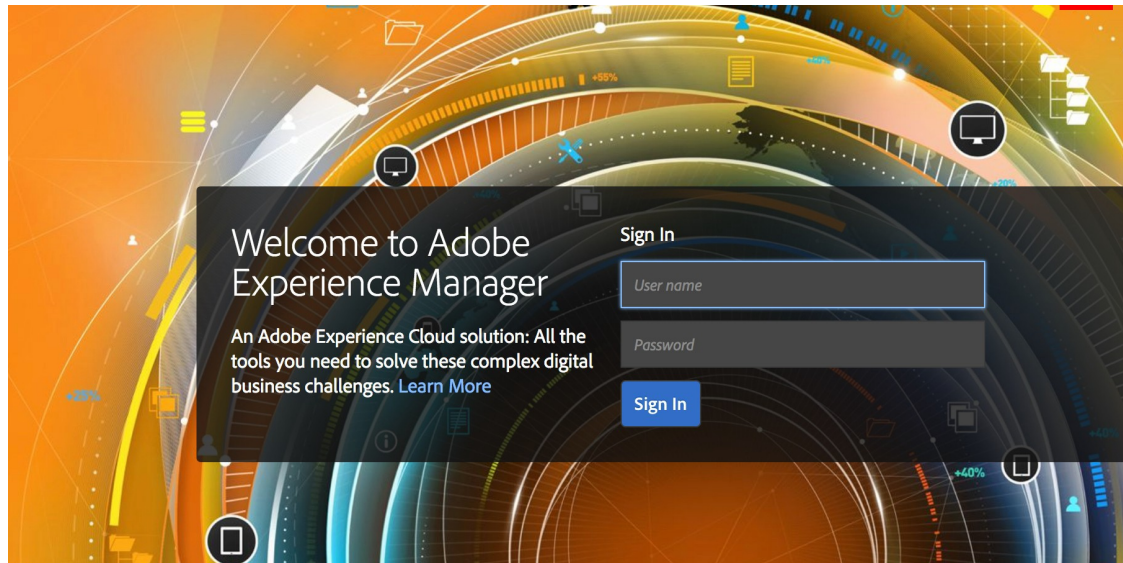 +55%
+20%
Welcome to Adobe
Experience Manager
An Adobe Experience Cloud solution: All the
tools you need to solve these complex digital
business challenges. Learn More
Sign In
User name
Password
Sign In
+40%